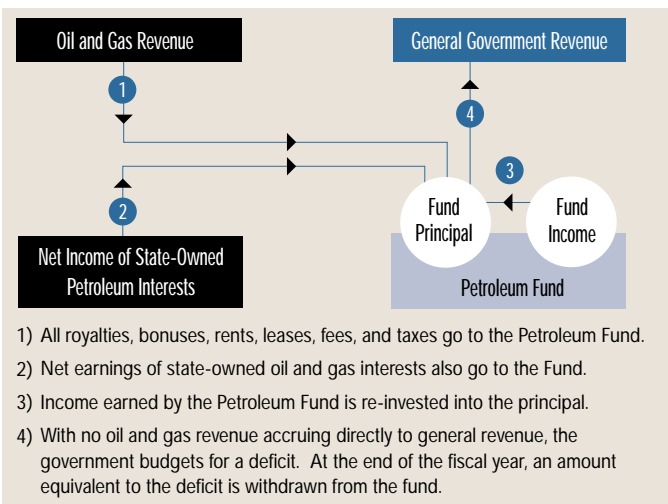 Oil and Gas Revenue
General Government Revenue
1
4
3
2
Fund
Principal
Fund
Income
Net Income of State-Owned
Petroleum Interests
Petroleum Fund
1) All royalties, bonuses, rents, leases, fees, and taxes go to the Petroleum Fund.
2) Net earnings of state-owned oil and gas interests also go to the Fund.
3) Income earned by the Petroleum Fund is re-invested into the principal.
4) With no oil and gas revenue accruing directly to general revenue, the
government budgets for a deficit. At the end of the fiscal year, an amount
equivalent to the deficit is withdrawn from the fund.